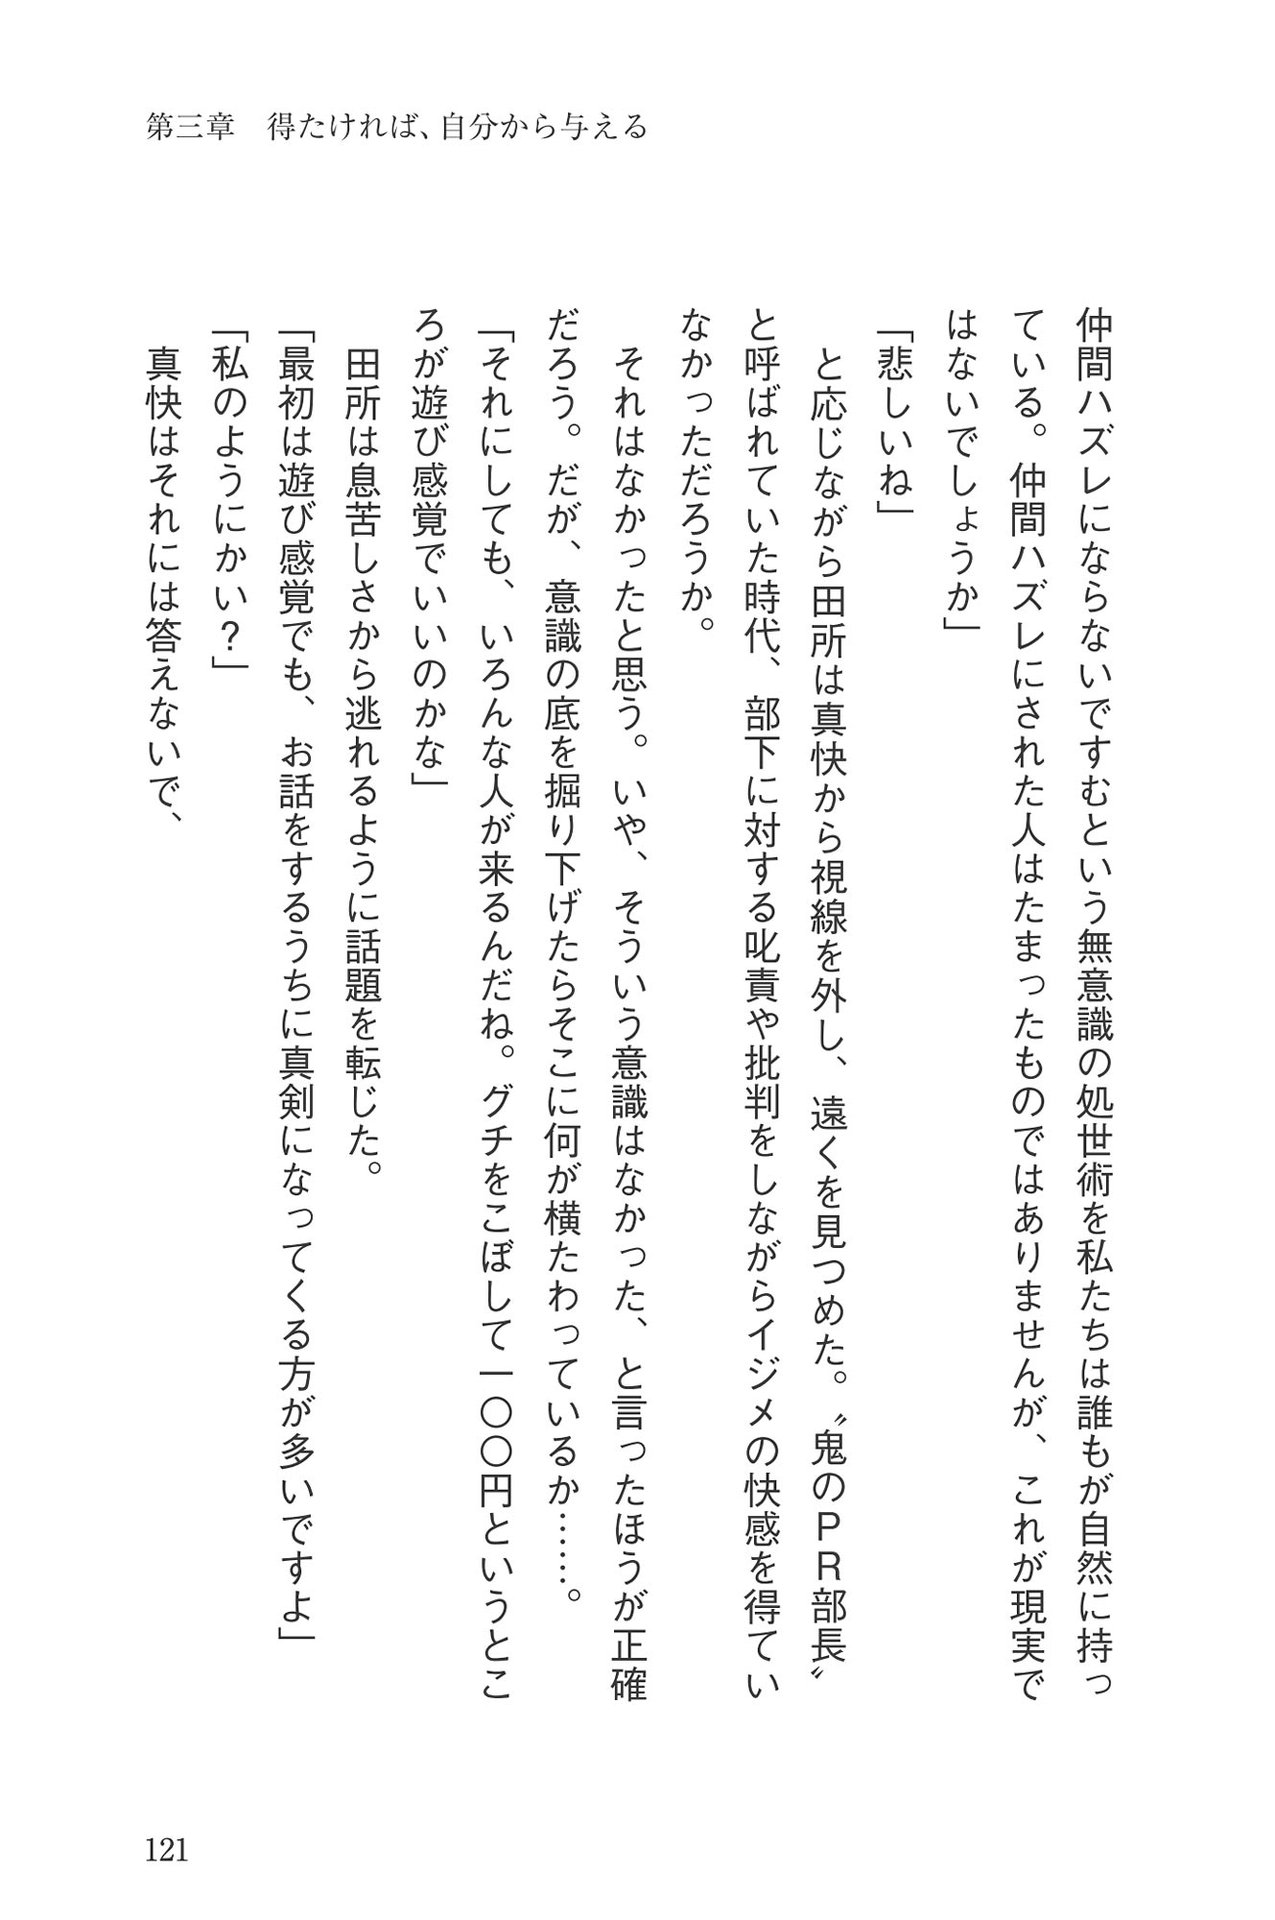 第三章　得たければ、自分から与える
仲間ハズレにならないですむという無意識の処世術を私たちは誰もが自然に持っ
ている。仲間ハズレにされた人はたまったものではありませんが、これが現実で
はないでしょうか」
「悲しいね」
　と応じながら田所は真快から視線を外し、遠くを見つめた。〝鬼のＰＲ部長〟
と呼ばれていた時代、部下に対する叱責や批判をしながらイジメの快感を得てい
なかっただろうか。
　それはなかったと思う。いや、そういう意識はなかった、と言ったほうが正確
だろう。だが、意識の底を掘り下げたらそこに何が横たわっているか……。
「それにしても、いろんな人が来るんだね。グチをこぼして一〇〇円というとこ
ろが遊び感覚でいいのかな」
　田所は息苦しさから逃れるように話題を転じた。
「最初は遊び感覚でも、お話をするうちに真剣になってくる方が多いですよ」
「私のようにかい？」
　真快はそれには答えないで、
121